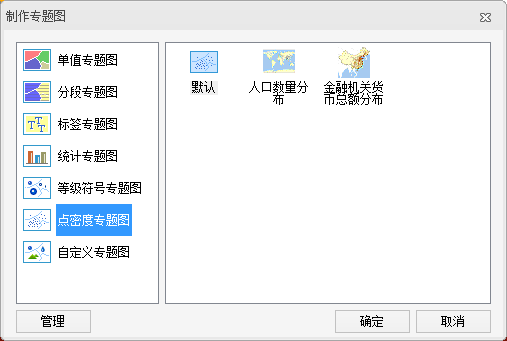 制作专题图
单值专题图
分段专题图
标签专题图
统计专题图
等级符号专题图
点密度专题图
自定义专题图
默认
人口数量分
布
金融机关货
币总额分布
管理
确定
取消